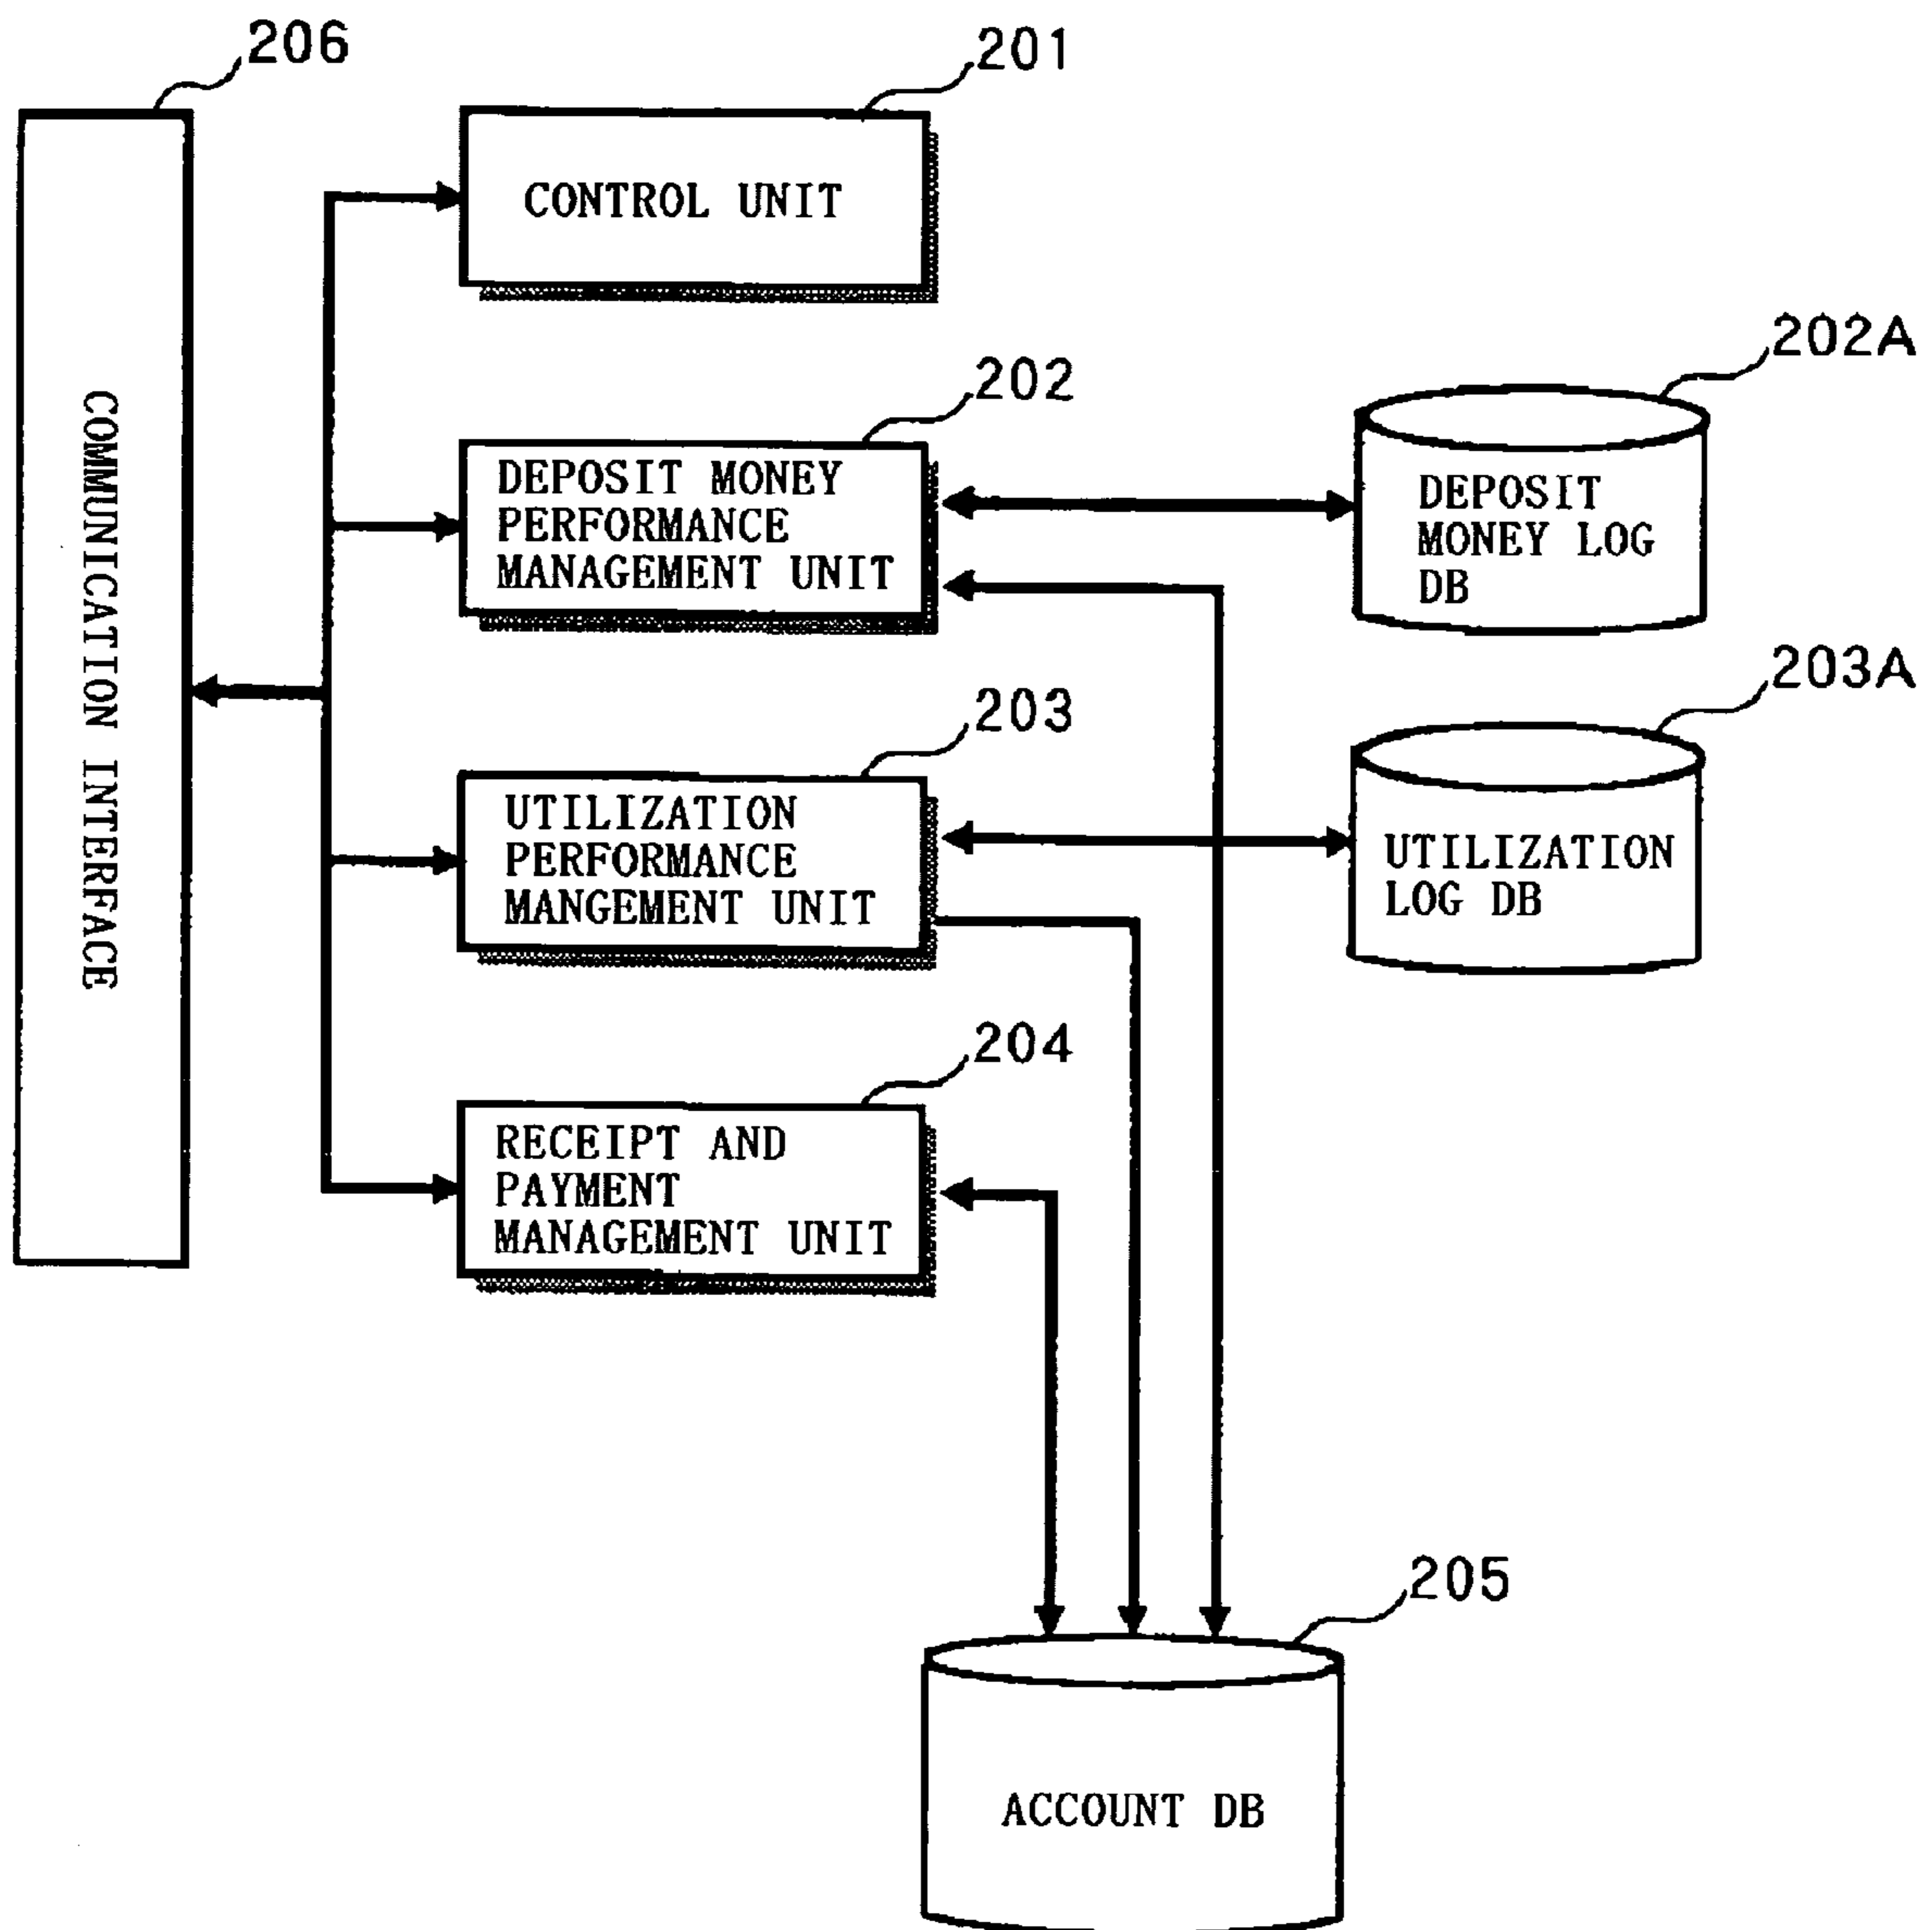 206
201
COMMUNICATION INTERFACE
CONTROL UNIT
202
DEPOSIT MONEY
PERFORMANCE
MANAGEMENT UNIT
202A
DEPOSIT
MONEY LOG
DB
203
UTILIZATION
PERFORMANCE
MANGEMENT UNIT
203A
UTILIZATION
LOG DB
204
RECEIPT AND
PAYMENT
MANAGEMENT UNIT
205
ACCOUNT DB